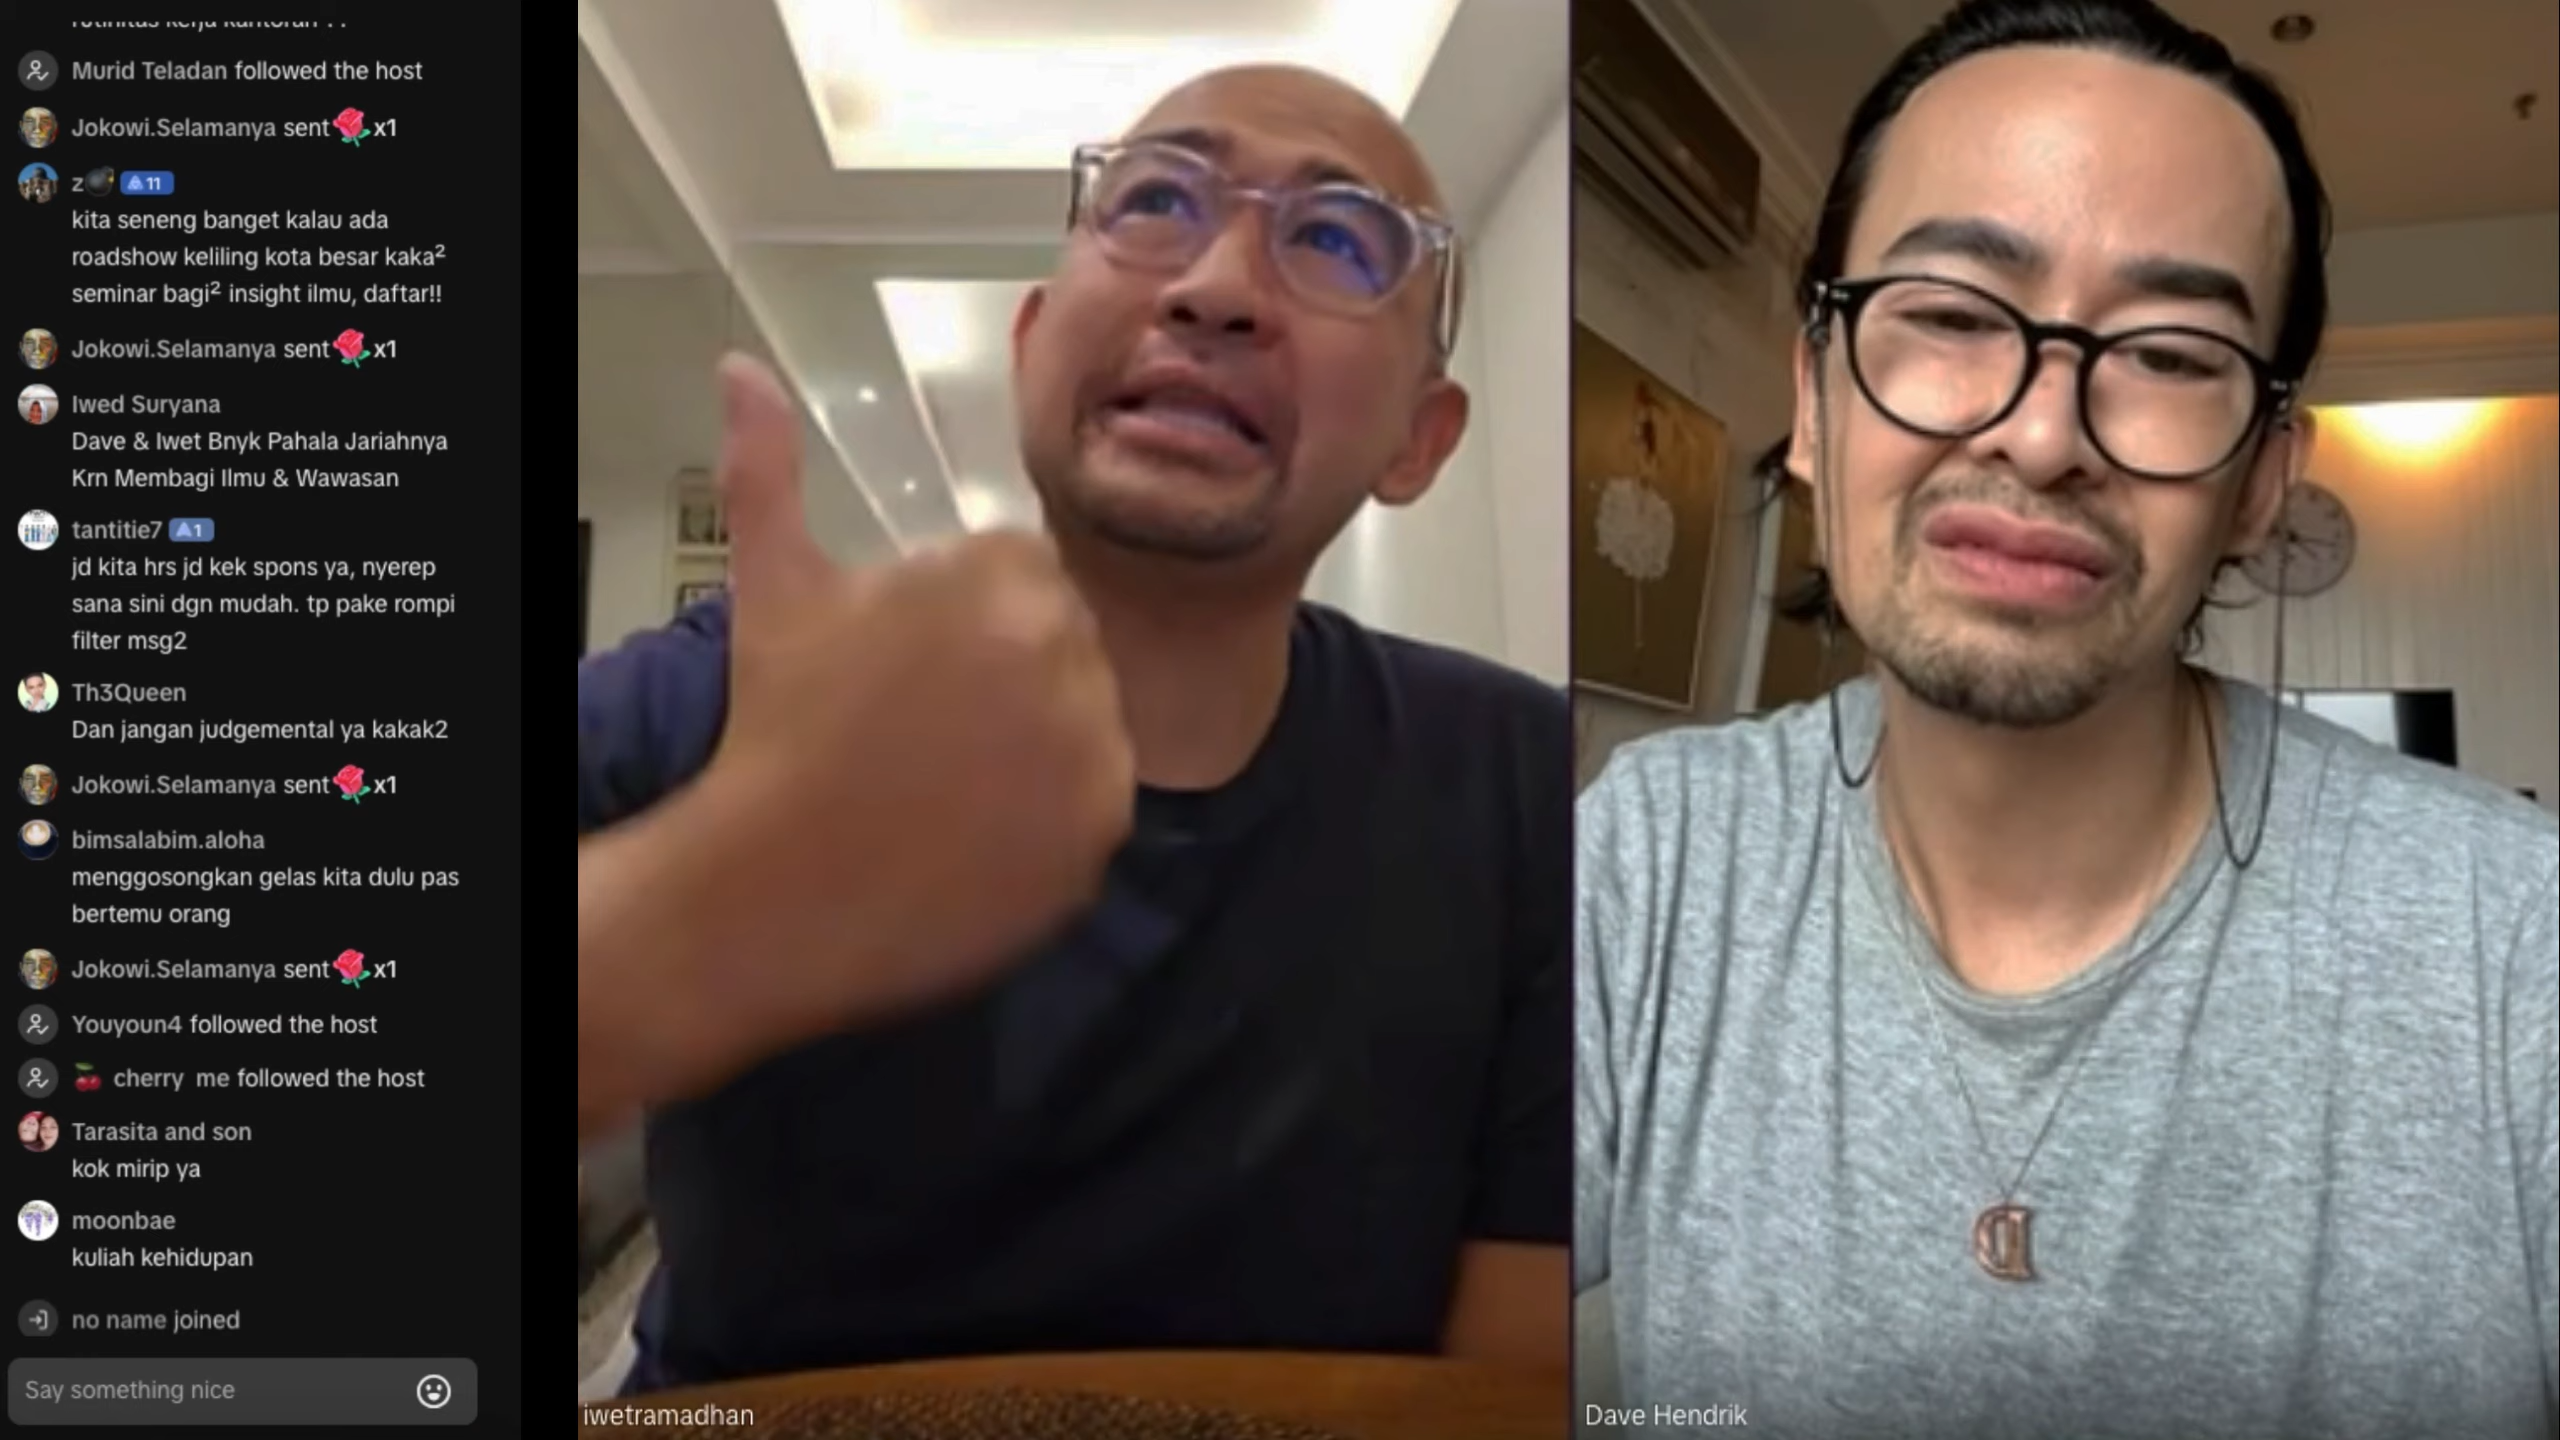 rutinitas kerja kantoran . .
Murid Teladan followed the host
Jokowi.Selamanya sent x1
z 11
kita seneng banget kalau ada
roadshow keliling kota besar kaka²
seminar bagi² insight ilmu, daftar!!
Jokowi.Selamanya sent x1
Iwed Suryana
Dave & Iwet Bnyk Pahala Jariahnya
Krn Membagi Ilmu & Wawasan
tantitie7 1
jd kita hrs jd kek spons ya, nyerep
sana sini dgn mudah. tp pake rompi
filter msg2
Th3Queen
Dan jangan judgemental ya kakak2
Jokowi.Selamanya sent x1
bimsalabim.aloha
menggosongkan gelas kita dulu pas
bertemu orang
Jokowi.Selamanya sent x1
Youyoun4 followed the host
cherry me followed the host
Tarasita and son
kok mirip ya
moonbae
kuliah kehidupan
no name joined
Say something nice
iwetramadhan
Dave Hendrik
D